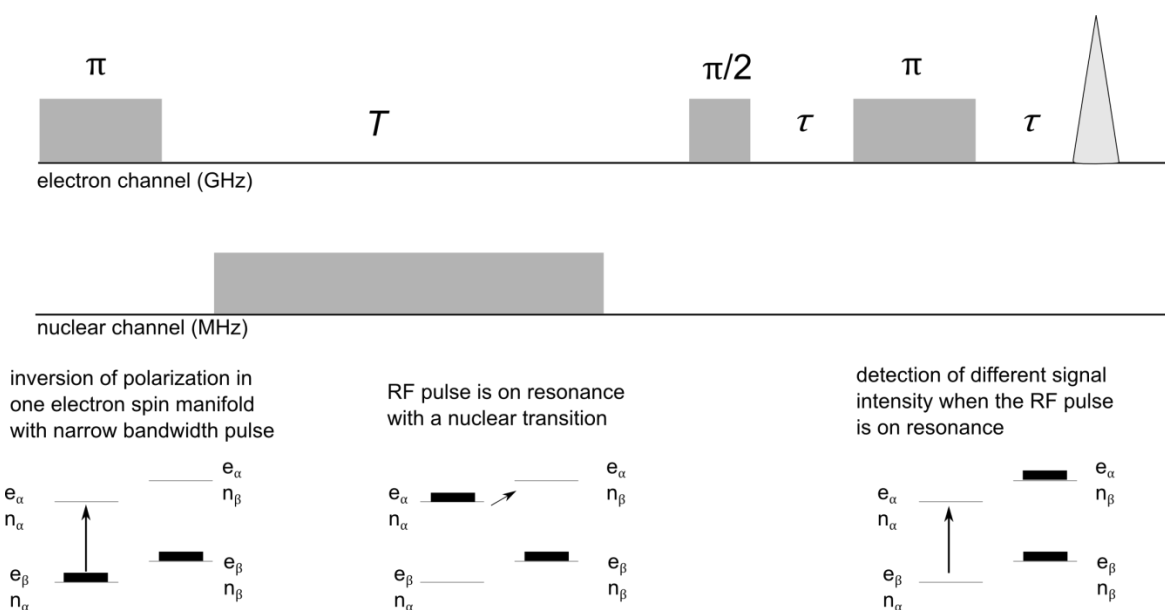 π
T
π/2
τ
π
τ
electron channel (GHz)
nuclear channel (MHz)
inversion of polarization in
one electron spin manifold
with narrow bandwidth pulse
RF pulse is on resonance
with a nuclear transition
detection of different signal
intensity when the RF pulse
is on resonance
eα
nα
eα
nβ
eβ
nα
eβ
nβ
eα
nα
eα
nβ
eβ
nα
eβ
nβ
eα
nα
eα
nβ
eβ
nα
eβ
nβ